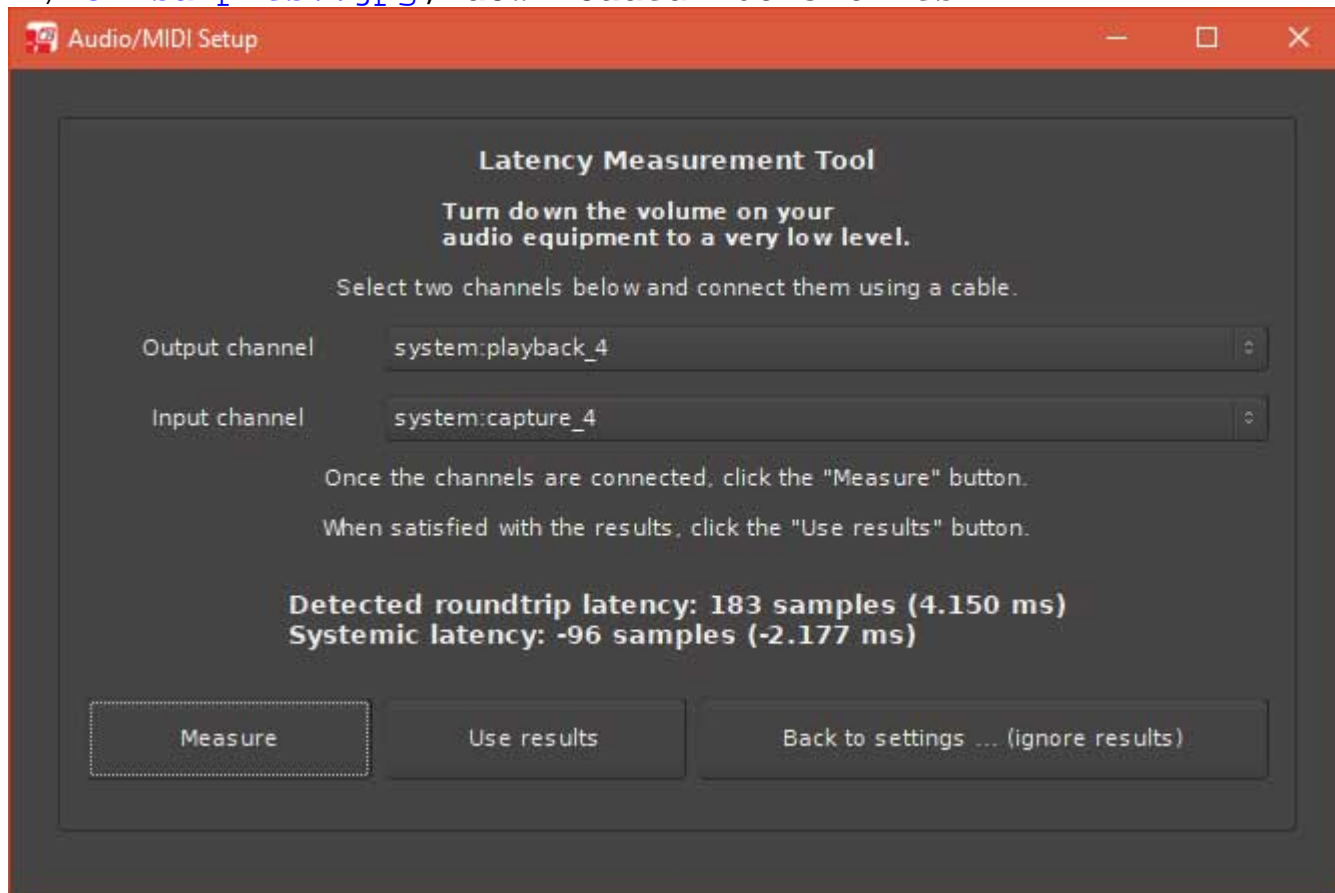 Audio/MIDI Setup
Latency Measurement Tool
Turn down the volume on your
audio equipment to a very low level.
Select two channels below and connect them using a cable.
Output channel system:playback_4
Input channel system:capture_4
Once the channels are connected, click the "Measure" button.
When satisfied with the results, click the "Use results" button.
Detected roundtrip latency: 183 samples (4.150 ms)
Systemic latency: -96 samples (-2.177 ms)
Measure Use results Back to settings ... (ignore results)